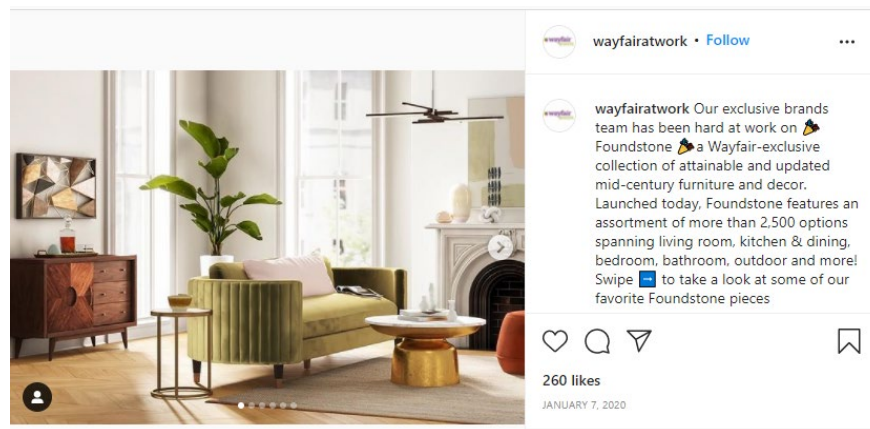 wayfair
wayfairatwork • Follow
wayfair
wayfairatwork Our exclusive brands
team has been hard at work on 🎉
Foundstone 🎉a Wayfair-exclusive
collection of attainable and updated
mid-century furniture and decor.
Launched today, Foundstone features an
assortment of more than 2,500 options
spanning living room, kitchen & dining,
bedroom, bathroom, outdoor and more!
Swipe ➡️ to take a look at some of our
favorite Foundstone pieces
260 likes
JANUARY 7, 2020